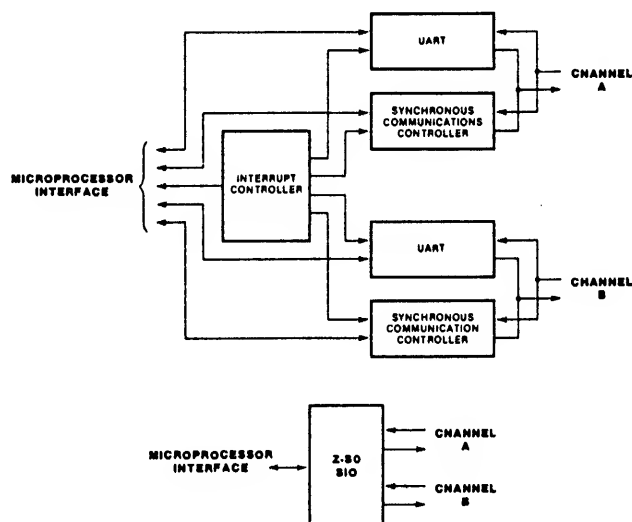 UART
CHANNEL
A
SYNCHRONOUS
COMMUNICATIONS
CONTROLLER
INTERRUPT
CONTROLLER
MICROPROCESSOR
INTERFACE
UART
CHANNEL
B
SYNCHRONOUS
COMMUNICATION
CONTROLLER
MICROPROCESSOR
INTERFACE
Z-80
SIO
CHANNEL
A
CHANNEL
B